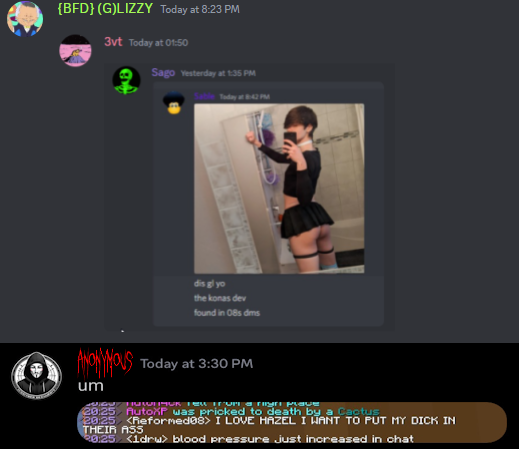 {BFD} (G)LIZZY Today at 8:23 PM
3vt Today at 01:50
Sago Yesterday at 1:35 PM
Today at 8:42 PM
dis gl yo
the konas dev
found in 08s dms
ANONYMOUS Today at 3:30 PM
um
20:25 fell from a high place
20:25 AutoXP was pricked to death by a Cactus
20:25 <Reformed08> I LOVE HAZEL I WANT TO PUT MY DICK IN
THEIR ASS
20:25 <1drw> blood pressure just increased in chat